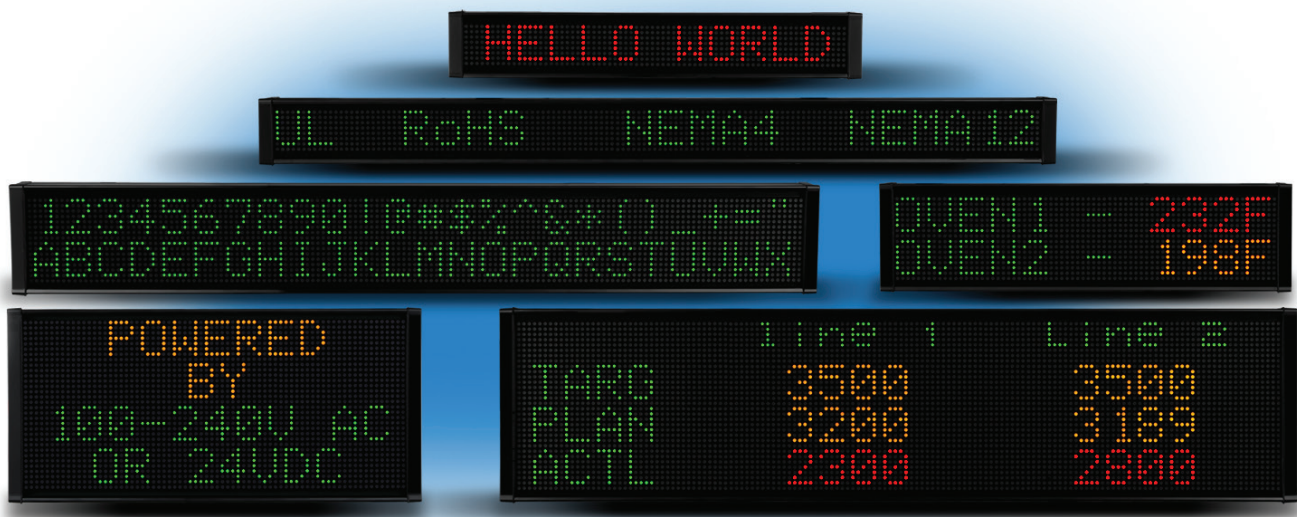 HELLO WORLD
UL RoHS NEMA4 NEMA12
1234567890!@#$%^&*()_+="
ABCDEFGHIJKLMNOPQRSTUVWX
OVEN1 - 232F
OVEN2 - 198F
POWERED
BY
100-240V AC
OR 24VDC
line 1 Line 2
TARG 3500 3500
PLAN 3200 3189
ACTL 2300 2800